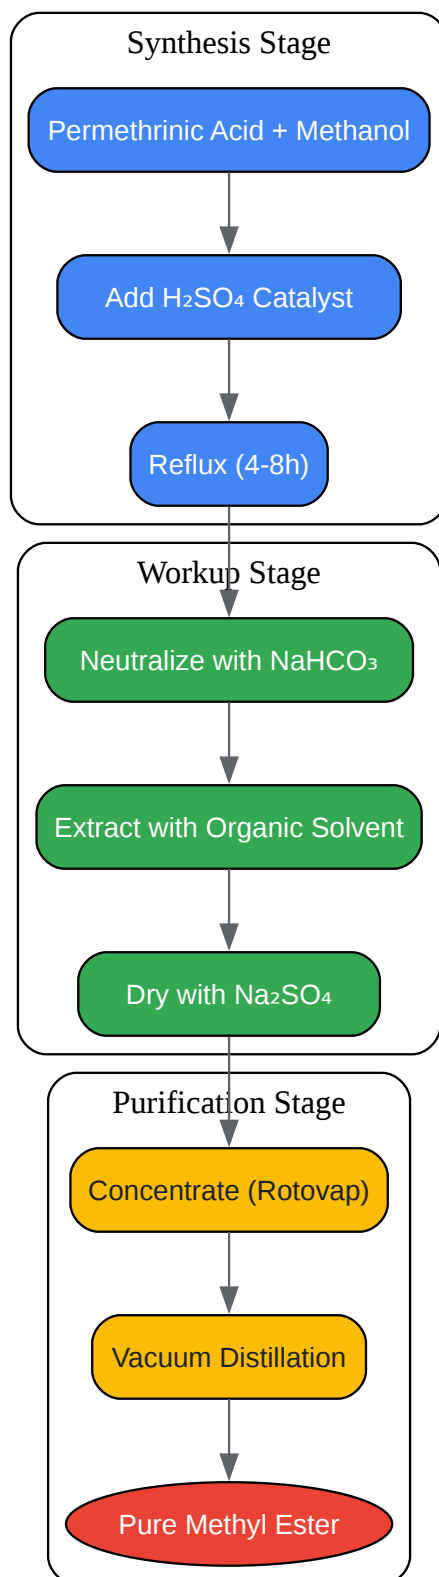 Synthesis Stage
Permethrinic Acid + Methanol
Add H₂SO₄ Catalyst
Reflux (4-8h)
Workup Stage
Neutralize with NaHCO₃
Extract with Organic Solvent
Dry with Na₂SO₄
Purification Stage
Concentrate (Rotovap)
Vacuum Distillation
Pure Methyl Ester